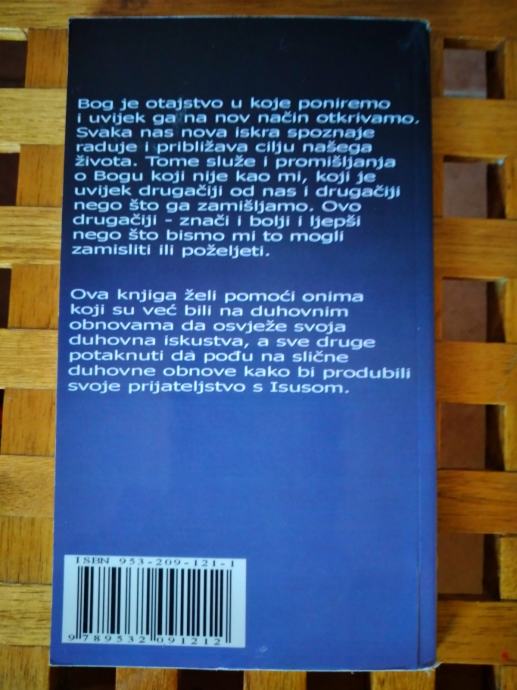 Bog je otajstvo u koje poniremo
i uvijek ga na nov način otkrivamo.
Svaka nas nova iskra spoznaje
raduje i približava cilju našega
života. Tome služe i promišljanja
o Bogu koji nije kao mi, koji je
uvijek drugačiji od nas i drugačiji
nego što ga zamišljamo. Ovo
drugačiji - znači i bolji i ljepši
nego što bismo mi to mogli
zamisliti ili poželjeti.
Ova knjiga želi pomoći onima
koji su već bili na duhovnim
obnovama da osvježe svoja
duhovna iskustva, a sve druge
potaknuti da pođu na slične
duhovne obnove kako bi produbili
svoje prijateljstvo s Isusom.
ISBN 953-209-121-1
9 789532 091212